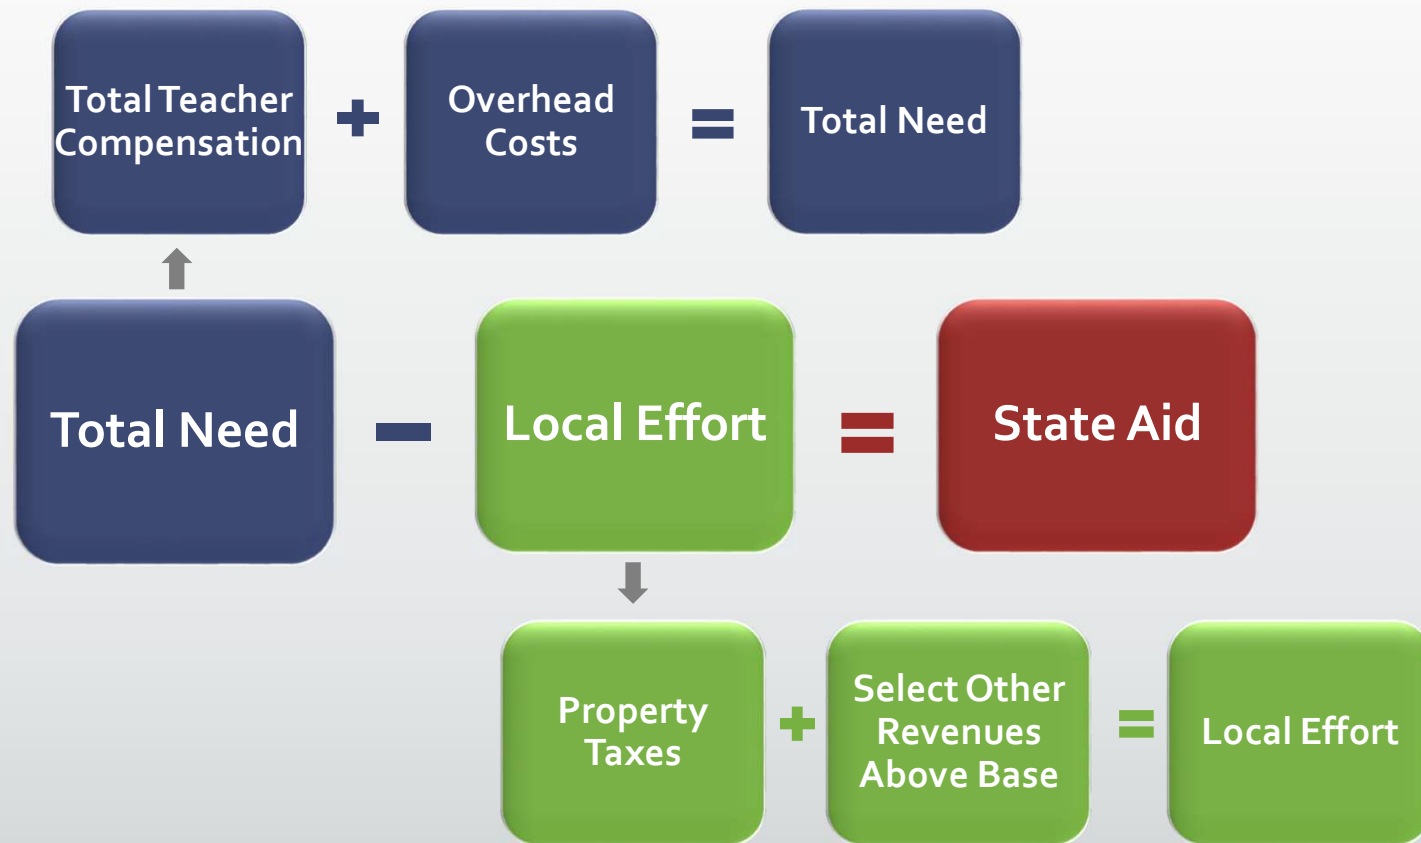 Total Teacher
Compensation
+
Overhead
Costs
=
Total Need
Total Need
−
Local Effort
=
State Aid
Property
Taxes
+
Select Other
Revenues
Above Base
=
Local Effort